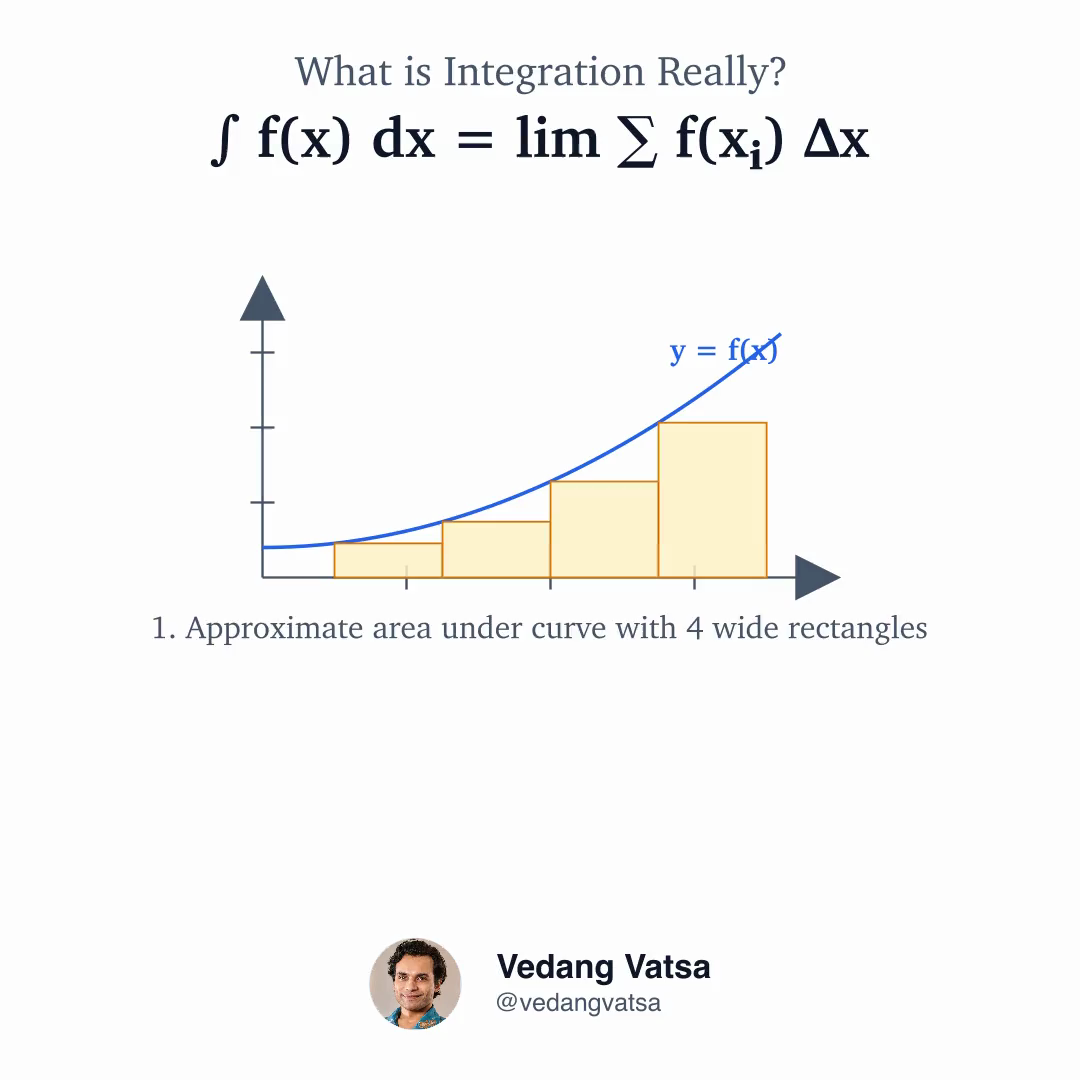 What is Integration Really?
∫ f(x) dx = lim ∑ f(xᵢ) Δx
y = f(x)
1. Approximate area under curve with 4 wide rectangles
Vedang Vatsa
@vedangvatsa